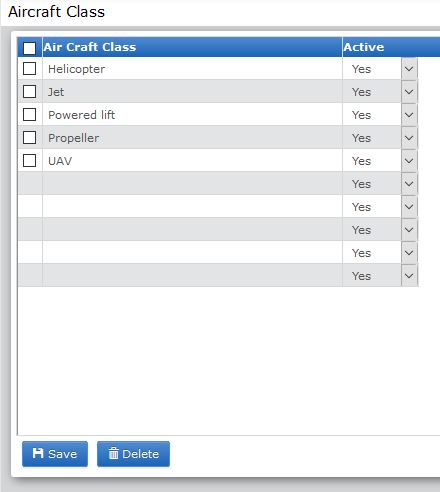 Aircraft Class
Air Craft Class Active
Helicopter Yes
Jet Yes
Powered lift Yes
Propeller Yes
UAV Yes
Yes
Yes
Yes
Yes
Yes
Save Delete